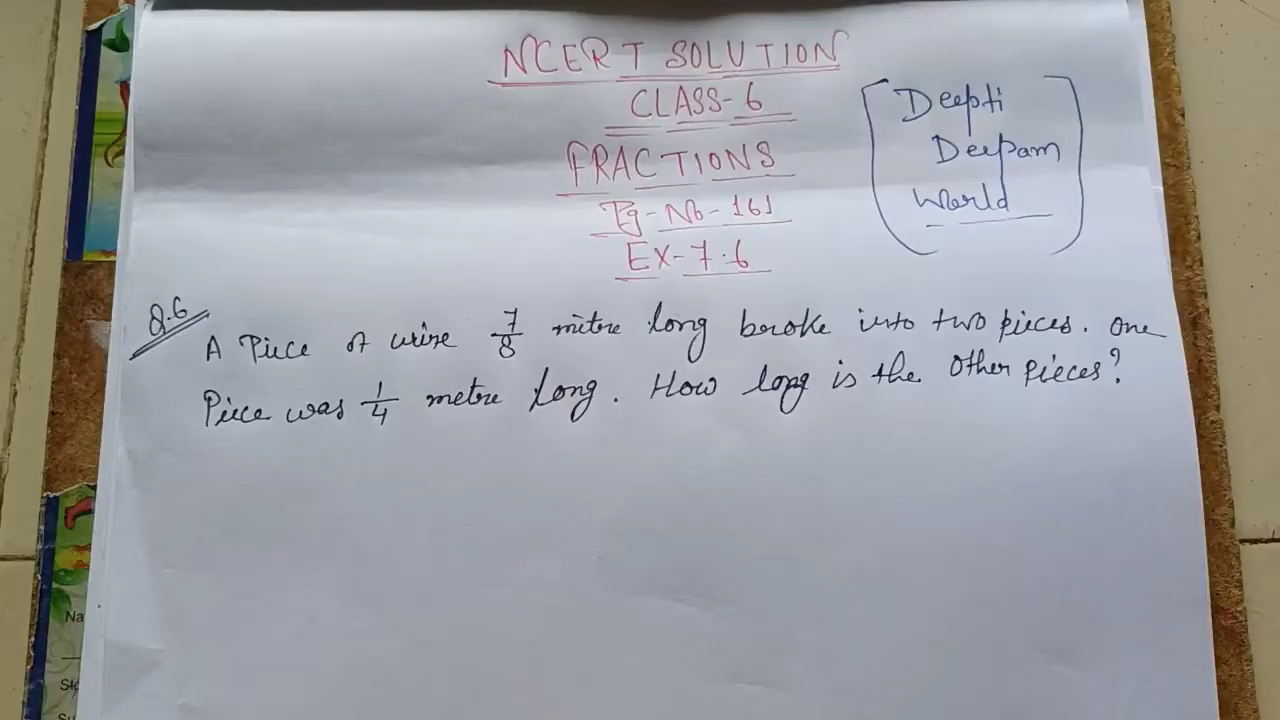 NCERT SOLUTION
CLASS-6
FRACTIONS
Pg-No-161
EX-7.6
Deepti
Deepam
World
Q.6
A Piece of wire 7/8 metre long broke into two pieces. One
Piece was 1/4 metre long. How long is the other pieces?
Na
Su